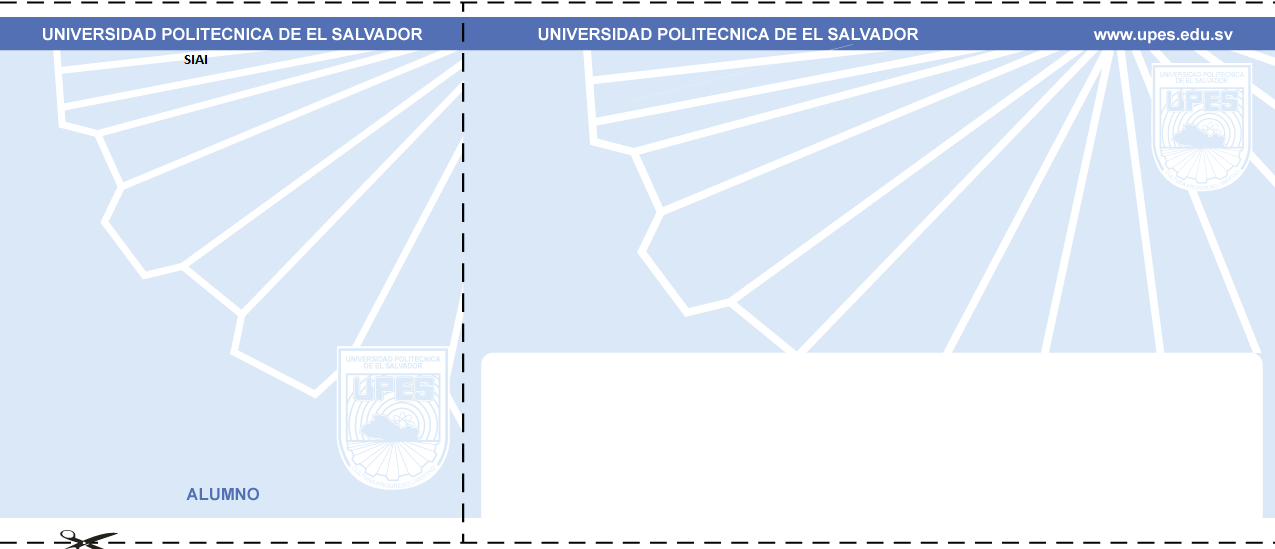 UNIVERSIDAD POLITECNICA DE EL SALVADOR
SIAI
UNIVERSIDAD POLITECNICA
DE EL SALVADOR
UPES
ALUMNO
UNIVERSIDAD POLITECNICA DE EL SALVADOR
www.upes.edu.sv
UNIVERSIDAD POLITECNICA
DE EL SALVADOR
UPES